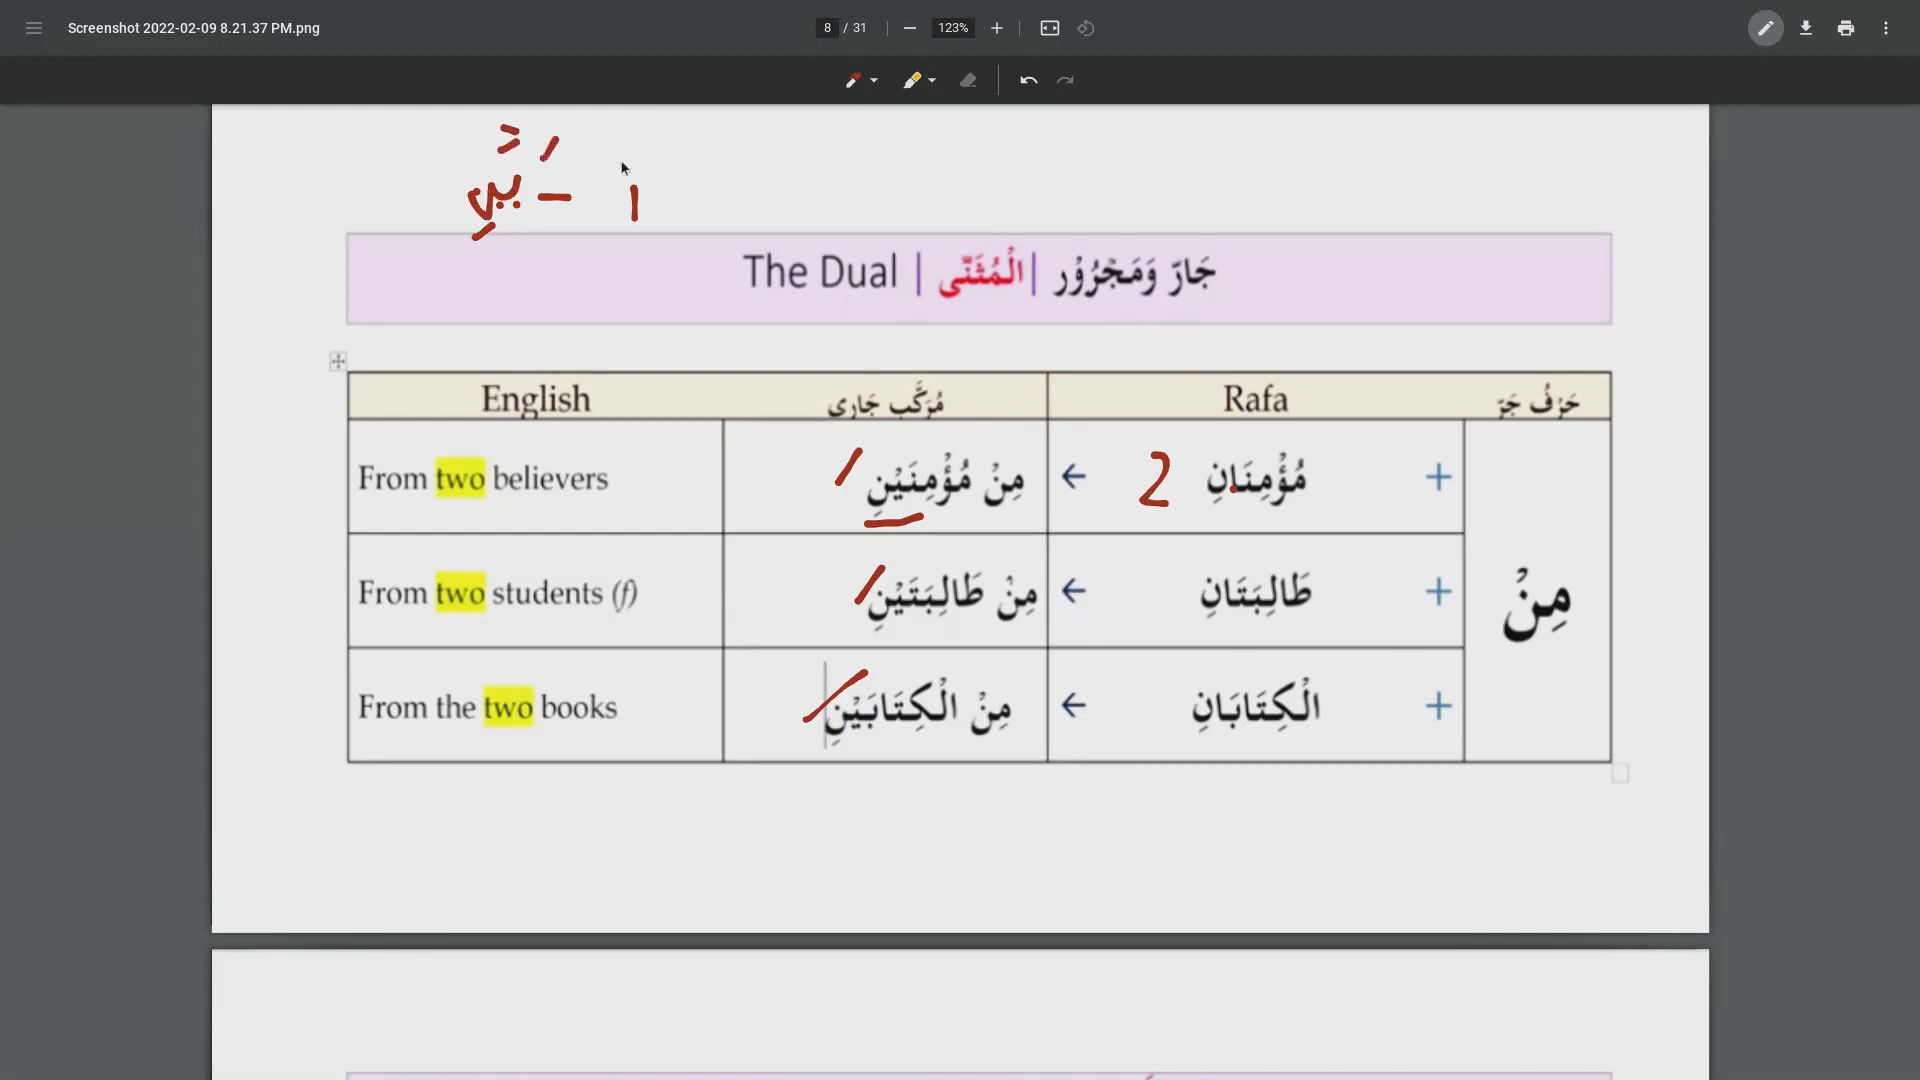 Screenshot 2022-02-09 8.21.37 PM.png
8 / 31
123%
The Dual | الْمُثَنّٰى | جَارّ وَمَجْرُوْر
English مُرَكَّب جَارِي Rafa حَرْفُ جَرّ
From two believers مِنْ مُؤْمِنَيْنِ ← 2 مُؤْمِنَانِ +
From two students (f) مِنْ طَالِبَتَيْنِ ← طَالِبَتَانِ + مِنْ
From the two books مِنْ الْكِتَابَيْنِ ← الْكِتَابَانِ +